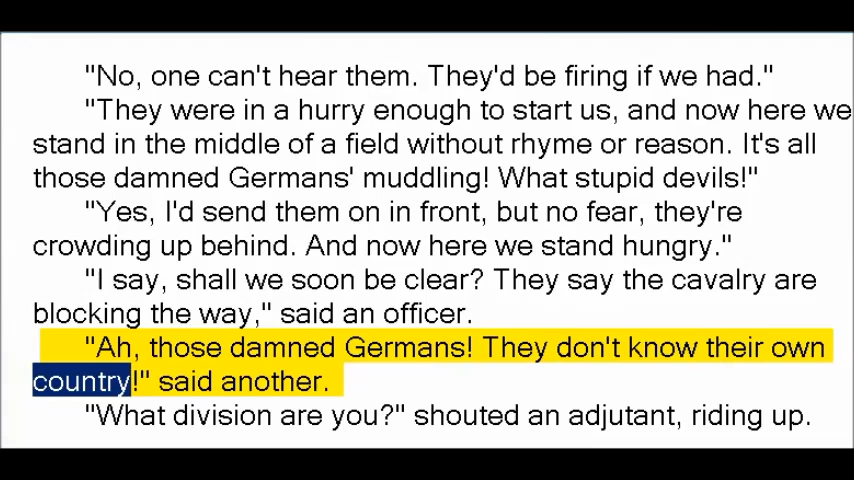 "No, one can't hear them. They'd be firing if we had."
"They were in a hurry enough to start us, and now here we
stand in the middle of a field without rhyme or reason. It's all
those damned Germans' muddling! What stupid devils!"
"Yes, I'd send them on in front, but no fear, they're
crowding up behind. And now here we stand hungry."
"I say, shall we soon be clear? They say the cavalry are
blocking the way," said an officer.
"Ah, those damned Germans! They don't know their own
country!" said another.
"What division are you?" shouted an adjutant, riding up.